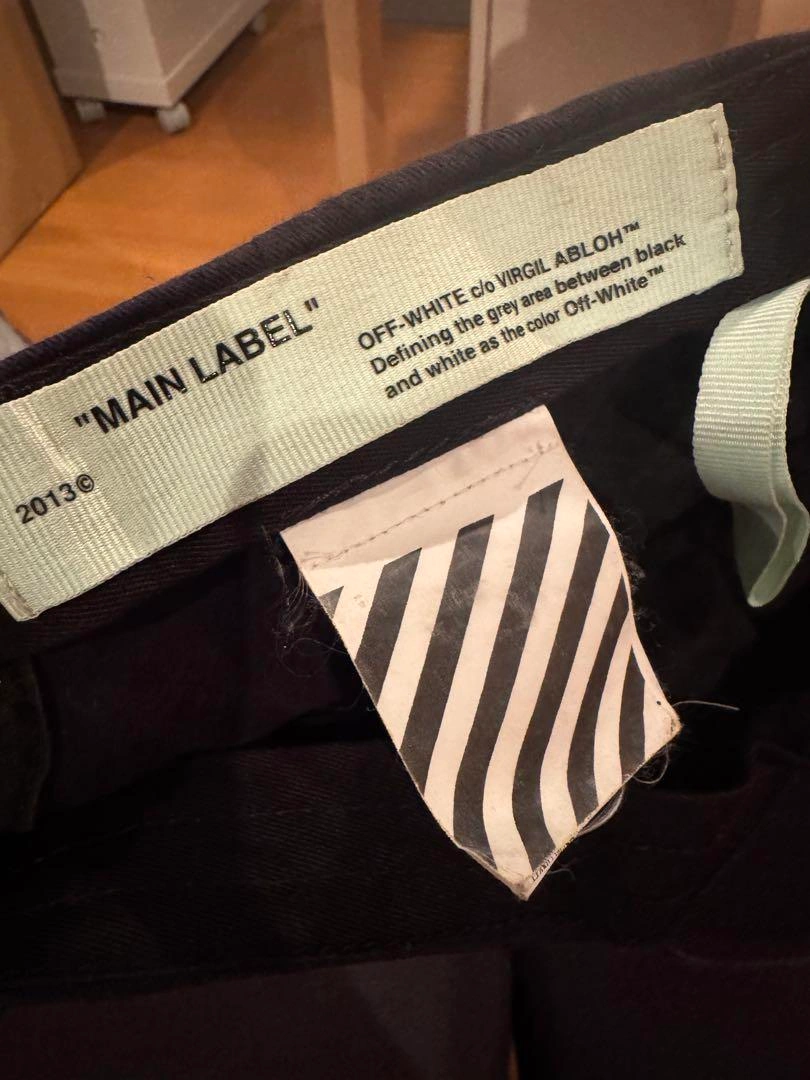 "MAIN LABEL"
2013©
OFF-WHITE c/o VIRGIL ABLOH™
Defining the grey area between black
and white as the color Off-White™